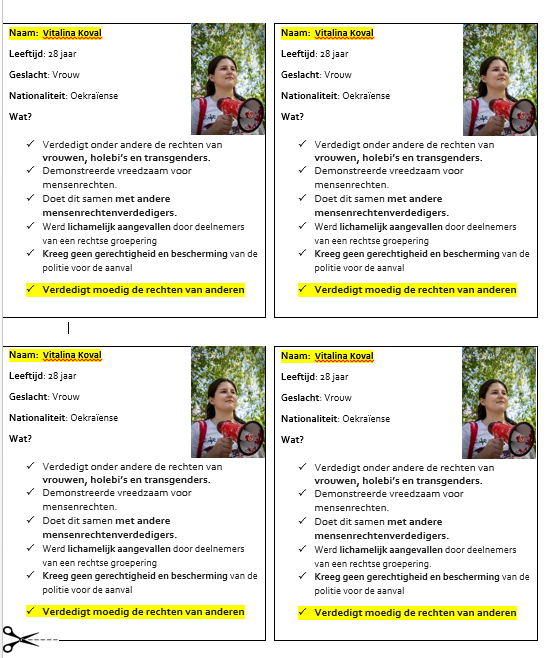 Naam: Vitalina Koval
Leeftijd: 28 jaar
Geslacht: Vrouw
Nationaliteit: Oekraïense
Wat?
✓ Verdedigt onder andere de rechten van
vrouwen, holebi’s en transgenders.
✓ Demonstreerde vreedzaam voor
mensenrechten.
✓ Doet dit samen met andere
mensenrechtenverdedigers.
✓ Werd lichamelijk aangevallen door deelnemers
van een rechtse groepering
✓ Kreeg geen gerechtigheid en bescherming van de
politie voor de aanval
✓ Verdedigt moedig de rechten van anderen
Naam: Vitalina Koval
Leeftijd: 28 jaar
Geslacht: Vrouw
Nationaliteit: Oekraïense
Wat?
✓ Verdedigt onder andere de rechten van
vrouwen, holebi’s en transgenders.
✓ Demonstreerde vreedzaam voor
mensenrechten.
✓ Doet dit samen met andere
mensenrechtenverdedigers.
✓ Werd lichamelijk aangevallen door deelnemers
van een rechtse groepering
✓ Kreeg geen gerechtigheid en bescherming van de
politie voor de aanval
✓ Verdedigt moedig de rechten van anderen
Naam: Vitalina Koval
Leeftijd: 28 jaar
Geslacht: Vrouw
Nationaliteit: Oekraïense
Wat?
✓ Verdedigt onder andere de rechten van
vrouwen, holebi’s en transgenders.
✓ Demonstreerde vreedzaam voor
mensenrechten.
✓ Doet dit samen met andere
mensenrechtenverdedigers.
✓ Werd lichamelijk aangevallen door deelnemers
van een rechtse groepering
✓ Kreeg geen gerechtigheid en bescherming van de
politie voor de aanval
✓ Verdedigt moedig de rechten van anderen
Naam: Vitalina Koval
Leeftijd: 28 jaar
Geslacht: Vrouw
Nationaliteit: Oekraïense
Wat?
✓ Verdedigt onder andere de rechten van
vrouwen, holebi’s en transgenders.
✓ Demonstreerde vreedzaam voor
mensenrechten.
✓ Doet dit samen met andere
mensenrechtenverdedigers.
✓ Werd lichamelijk aangevallen door deelnemers
van een rechtse groepering.
✓ Kreeg geen gerechtigheid en bescherming van de
politie voor de aanval
✓ Verdedigt moedig de rechten van anderen